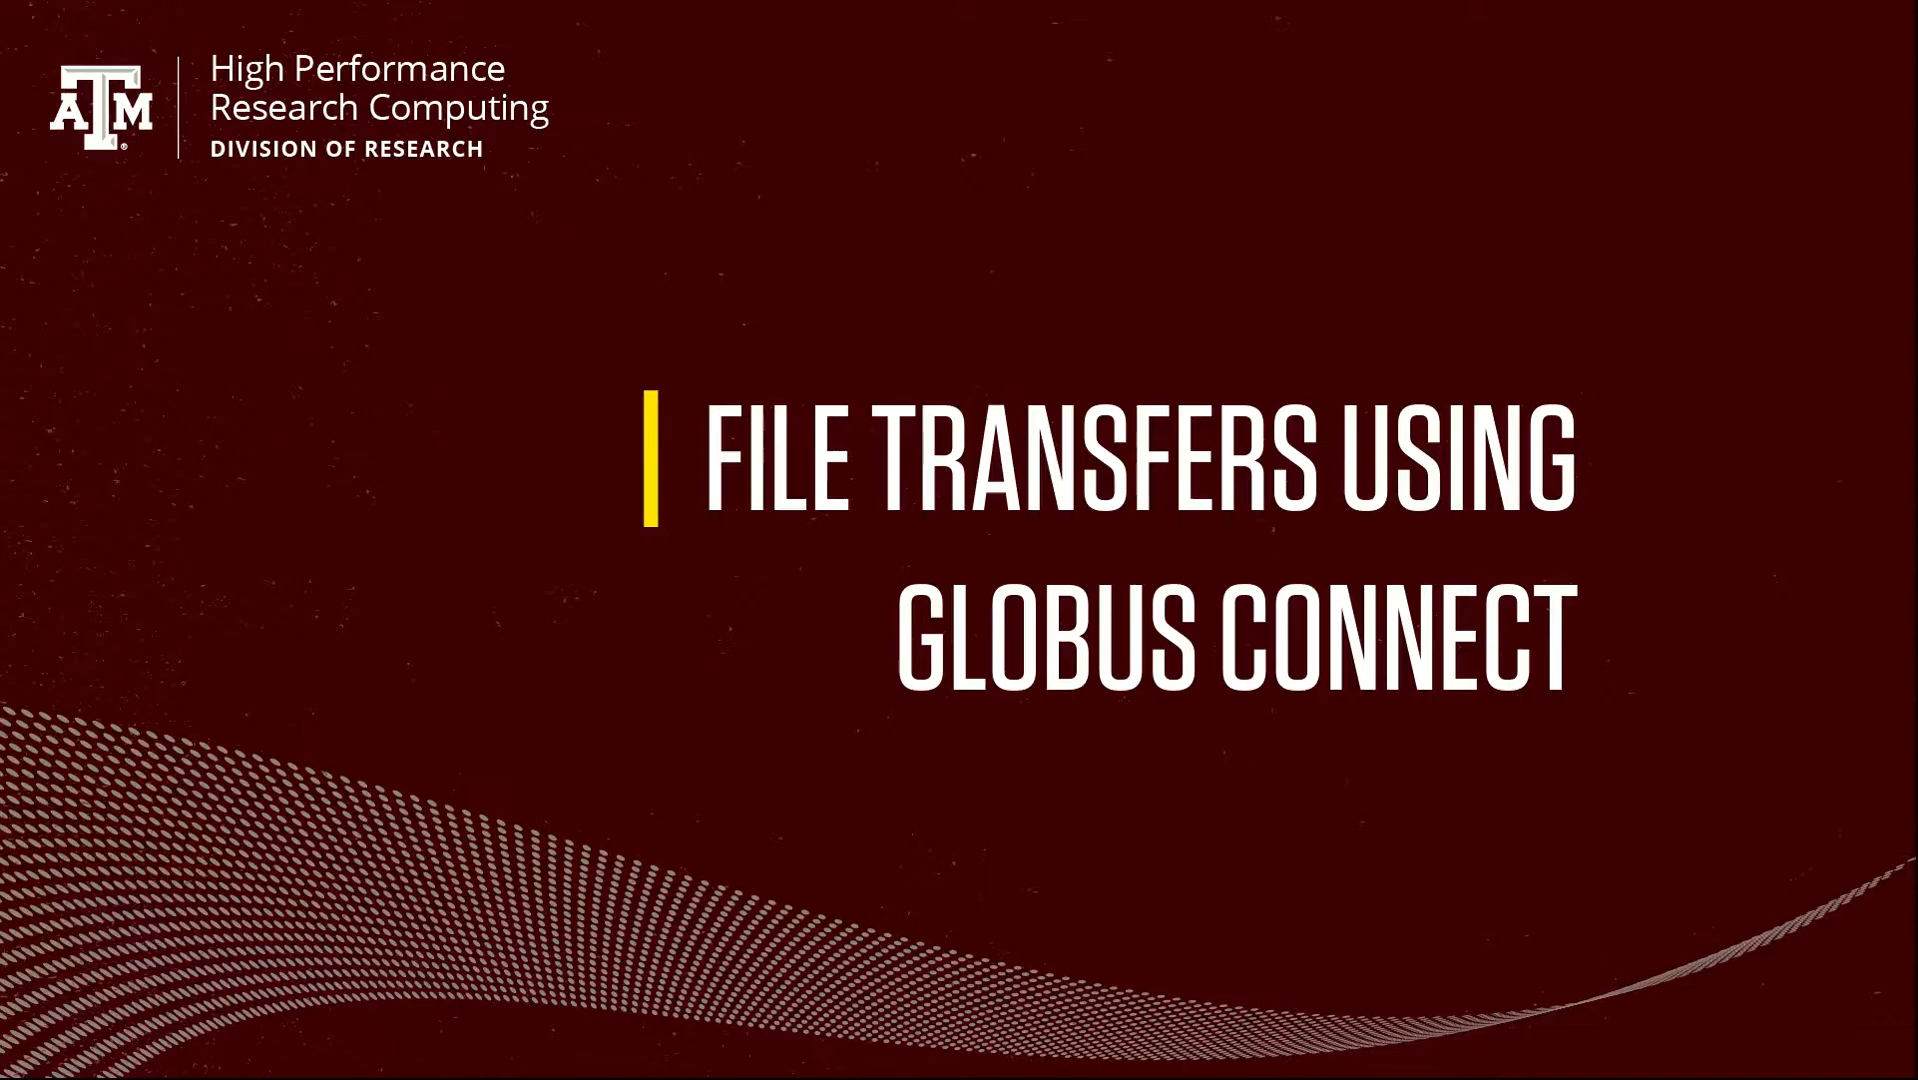 ATM®
High Performance
Research Computing
DIVISION OF RESEARCH
FILE TRANSFERS USING
GLOBUS CONNECT